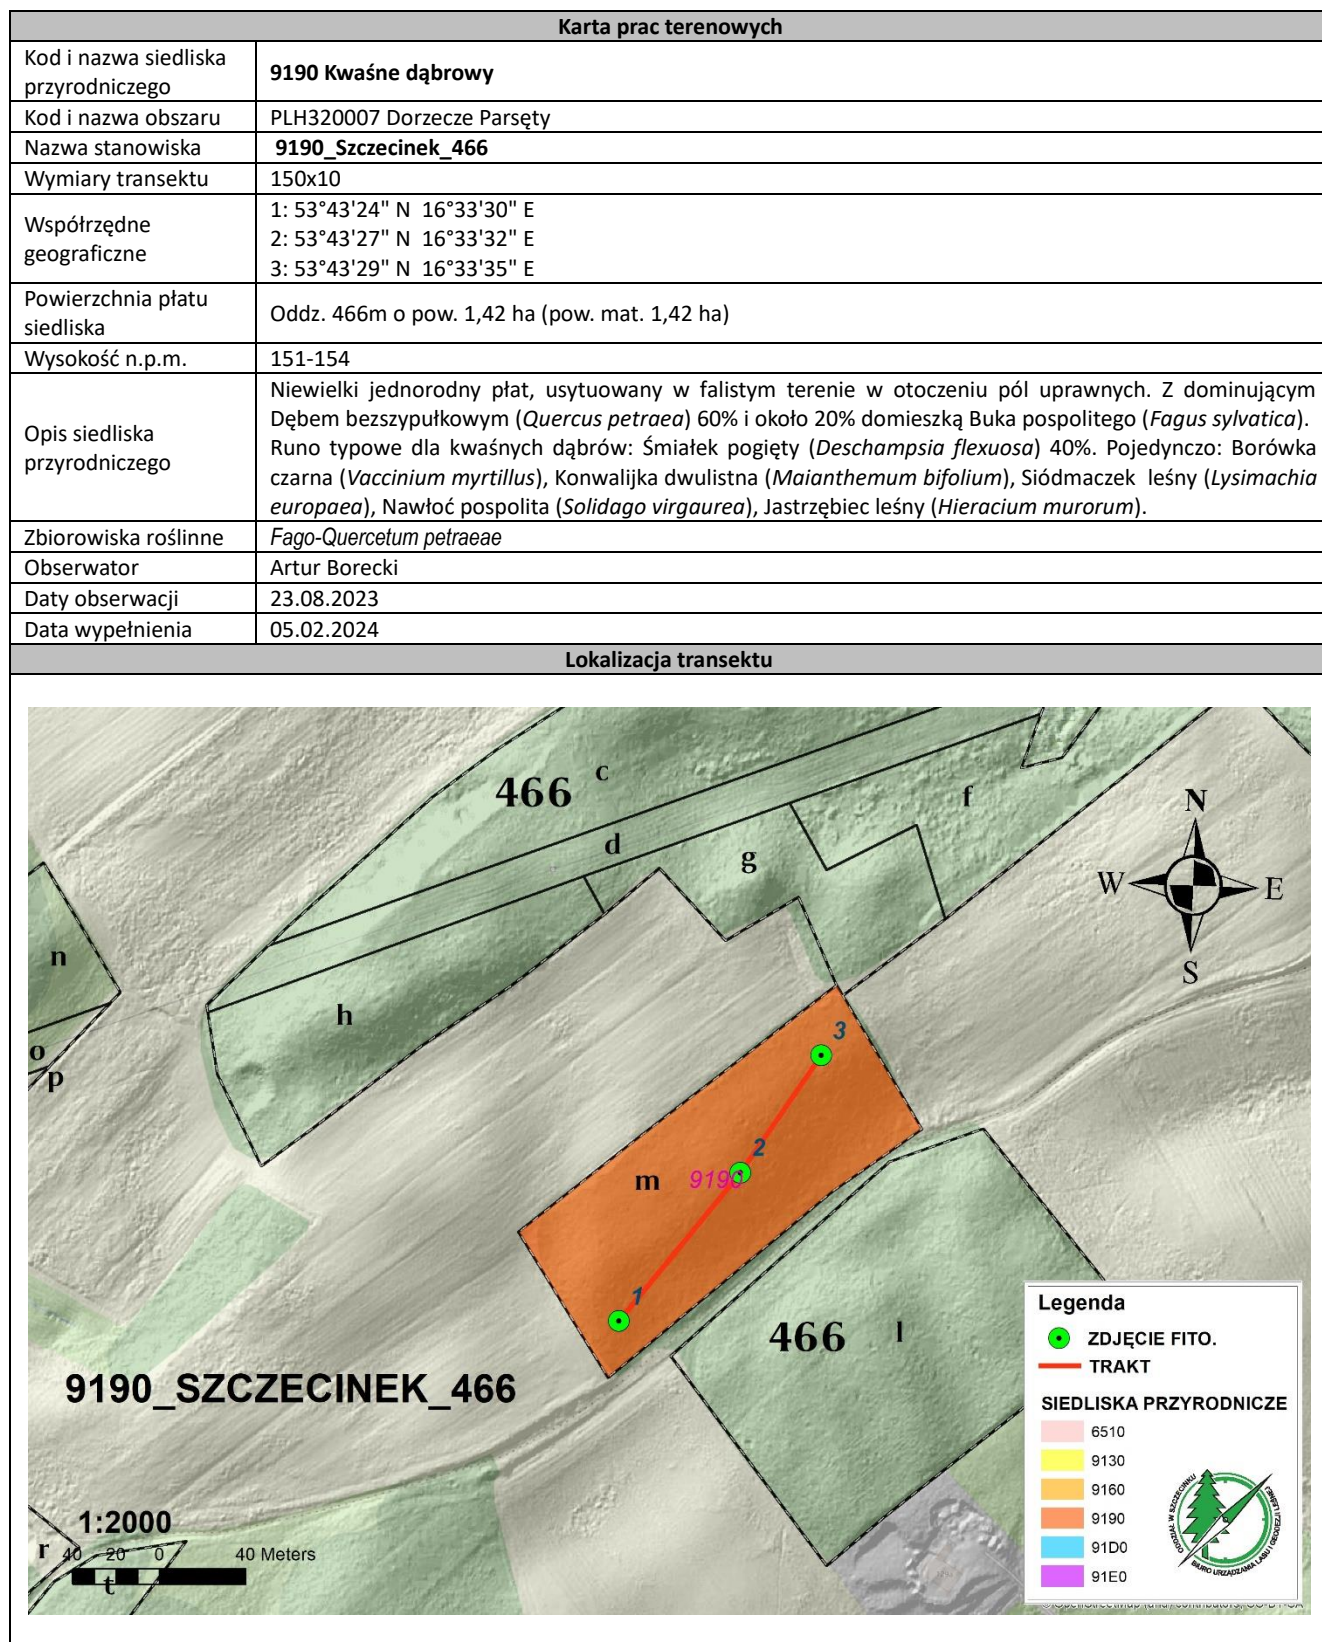 Karta prac terenowych
Kod i nazwa siedliska
przyrodniczego
9190 Kwaśne dąbrowy
Kod i nazwa obszaru
PLH320007 Dorzecze Parsęty
Nazwa stanowiska
9190_Szczecinek_466
Wymiary transektu
150x10
Współrzędne
geograficzne
1: 53°43'24" N 16°33'30" E
2: 53°43'27" N 16°33'32" E
3: 53°43'29" N 16°33'35" E
Powierzchnia płatu
siedliska
Oddz. 466m o pow. 1,42 ha (pow. mat. 1,42 ha)
Wysokość n.p.m.
151-154
Opis siedliska
przyrodniczego
Niewielki jednorodny płat, usytuowany w falistym terenie w otoczeniu pól uprawnych. Z dominującym
Dębem bezszypułkowym (Quercus petraea) 60% i około 20% domieszką Buka pospolitego (Fagus sylvatica).
Runo typowe dla kwaśnych dąbrów: Śmiałek pogięty (Deschampsia flexuosa) 40%. Pojedynczo: Borówka
czarna (Vaccinium myrtillus), Konwalijka dwulistna (Maianthemum bifolium), Siódmaczek leśny (Lysimachia
europaea), Nawłoć pospolita (Solidago virgaurea), Jastrzębiec leśny (Hieracium murorum).
Zbiorowiska roślinne
Fago-Quercetum petraeae
Obserwator
Artur Borecki
Daty obserwacji
23.08.2023
Data wypełnienia
05.02.2024
Lokalizacja transektu
466 c
d
f
g
h
n
o
p
N
W E
S
3
2
m 9190
1
466 l
9190_SZCZECINEK_466
1:2000
r
t
40 20 0 40 Meters
Legenda
ZDJĘCIE FITO.
TRAKT
SIEDLISKA PRZYRODNICZE
6510
9130
9160
9190
91D0
91E0
BIURO URZĄDZANIA LASU I GEODEZJI LEŚNEJ
ODDZIAŁ W SZCZECINKU